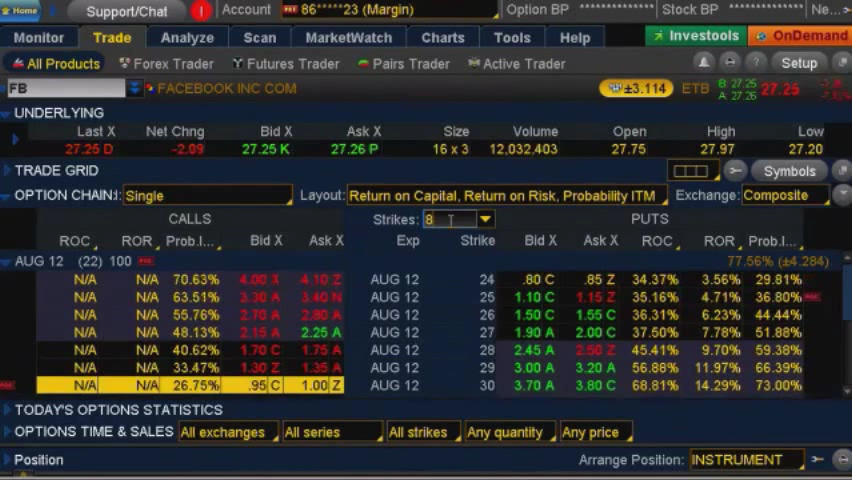 Home Support/Chat ! Account 86*****23 (Margin) Option BP ************* Stock BP ************* Ne...
Monitor Trade Analyze Scan MarketWatch Charts Tools Help Investools OnDemand
All Products Forex Trader Futures Trader Pairs Trader Active Trader ? Setup
FB FACEBOOK INC COM ±3.114 ETB B: 27.25 A: 27.26 27.25
UNDERLYING
Last X Net Chng Bid X Ask X Size Volume Open High Low
27.25 D -2.09 27.25 K 27.26 P 16 x 3 12,032,403 27.75 27.97 27.20
TRADE GRID Symbols
OPTION CHAIN: Single Layout: Return on Capital, Return on Risk, Probability ITM Exchange: Composite
CALLS Strikes: 8 PUTS
ROC ROR Prob.I... Bid X Ask X Exp Strike Bid X Ask X ROC ROR Prob....
AUG 12 (22) 100 77.56% (±4.284)
N/A N/A 70.63% 4.00 X 4.10 Z AUG 12 24 .80 C .85 Z 34.37% 3.56% 29.81%
N/A N/A 63.51% 3.30 A 3.40 N AUG 12 25 1.10 C 1.15 Z 35.16% 4.71% 36.80%
N/A N/A 55.76% 2.70 A 2.80 A AUG 12 26 1.50 C 1.55 C 36.31% 6.23% 44.44%
N/A N/A 48.13% 2.15 A 2.25 A AUG 12 27 1.90 A 2.00 C 37.50% 7.78% 51.88%
N/A N/A 40.62% 1.70 C 1.75 A AUG 12 28 2.45 A 2.50 Z 45.41% 9.70% 59.38%
N/A N/A 33.47% 1.30 Z 1.35 A AUG 12 29 3.00 A 3.20 A 56.88% 11.97% 66.39%
N/A N/A 26.75% .95 C 1.00 Z AUG 12 30 3.70 A 3.80 C 68.81% 14.29% 73.00%
TODAY'S OPTIONS STATISTICS
OPTIONS TIME & SALES All exchanges All series All strikes Any quantity Any price
Position Arrange Position: INSTRUMENT